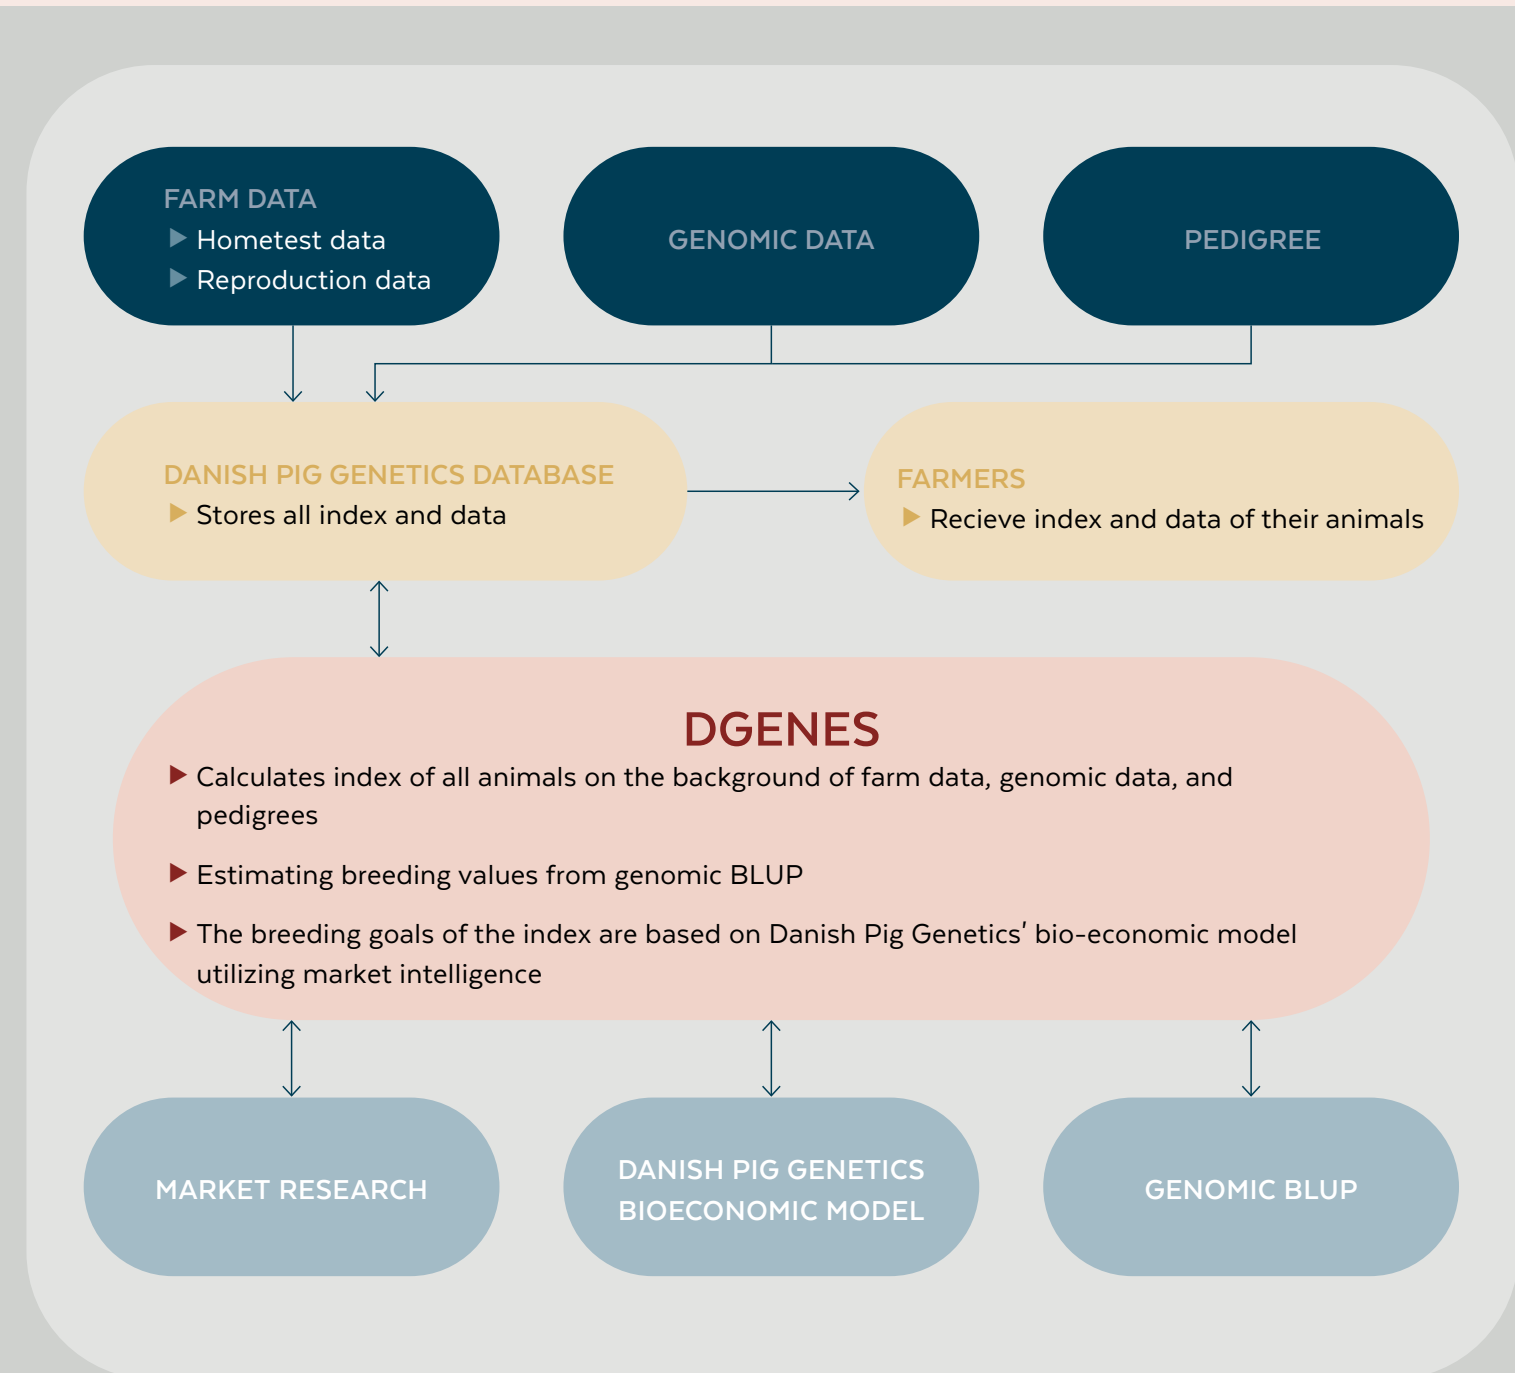 FARM DATA
Hometest data
Reproduction data
GENOMIC DATA
PEDIGREE
DANISH PIG GENETICS DATABASE
Stores all index and data
FARMERS
Recieve index and data of their animals
DGENES
Calculates index of all animals on the background of farm data, genomic data, and
pedigrees
Estimating breeding values from genomic BLUP
The breeding goals of the index are based on Danish Pig Genetics' bio-economic model
utilizing market intelligence
MARKET RESEARCH
DANISH PIG GENETICS
BIOECONOMIC MODEL
GENOMIC BLUP